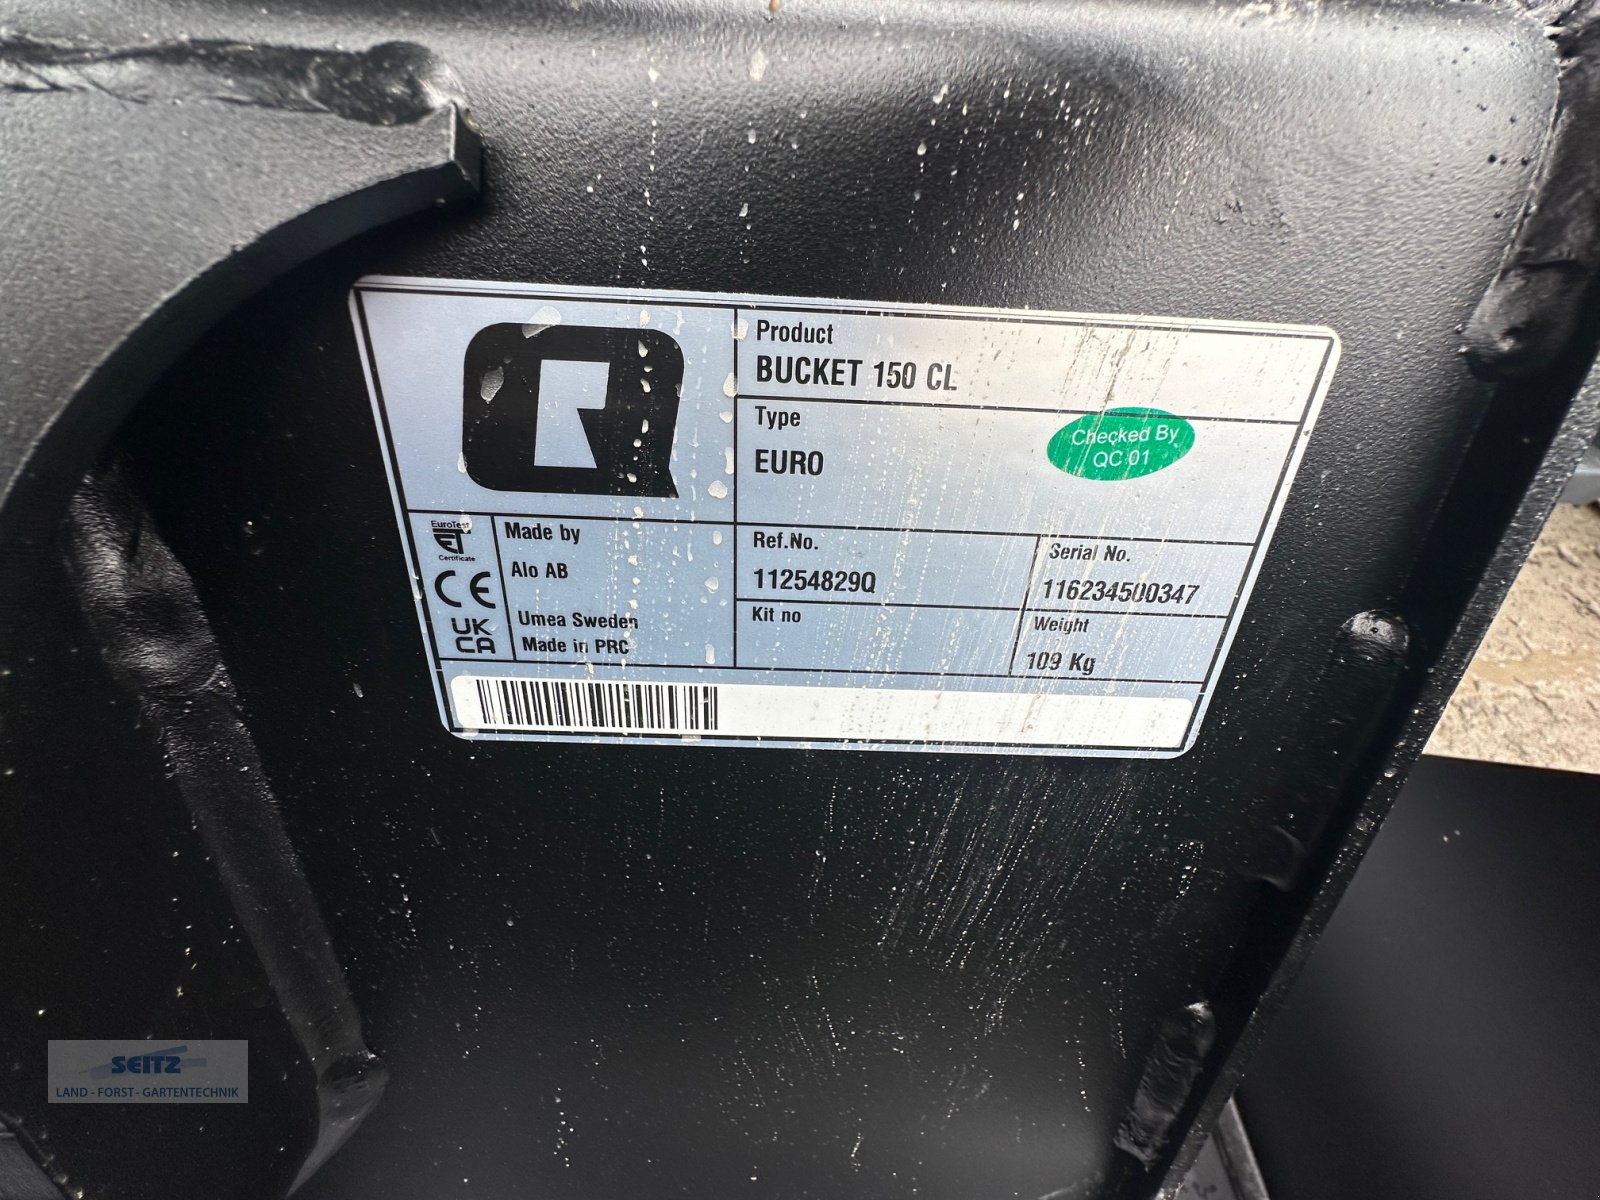 Product
BUCKET 150 CL
Type
EURO
Checked By
QC 01
EuroTest
ET
Certificate
CE
UK
CA
Made by
Alo AB
Umea Sweden
Made in PRC
Ref.No.
11254829Q
Serial No.
116234500347
Kit no
Weight
109 Kg
SEITZ
LAND - FORST - GARTENTECHNIK